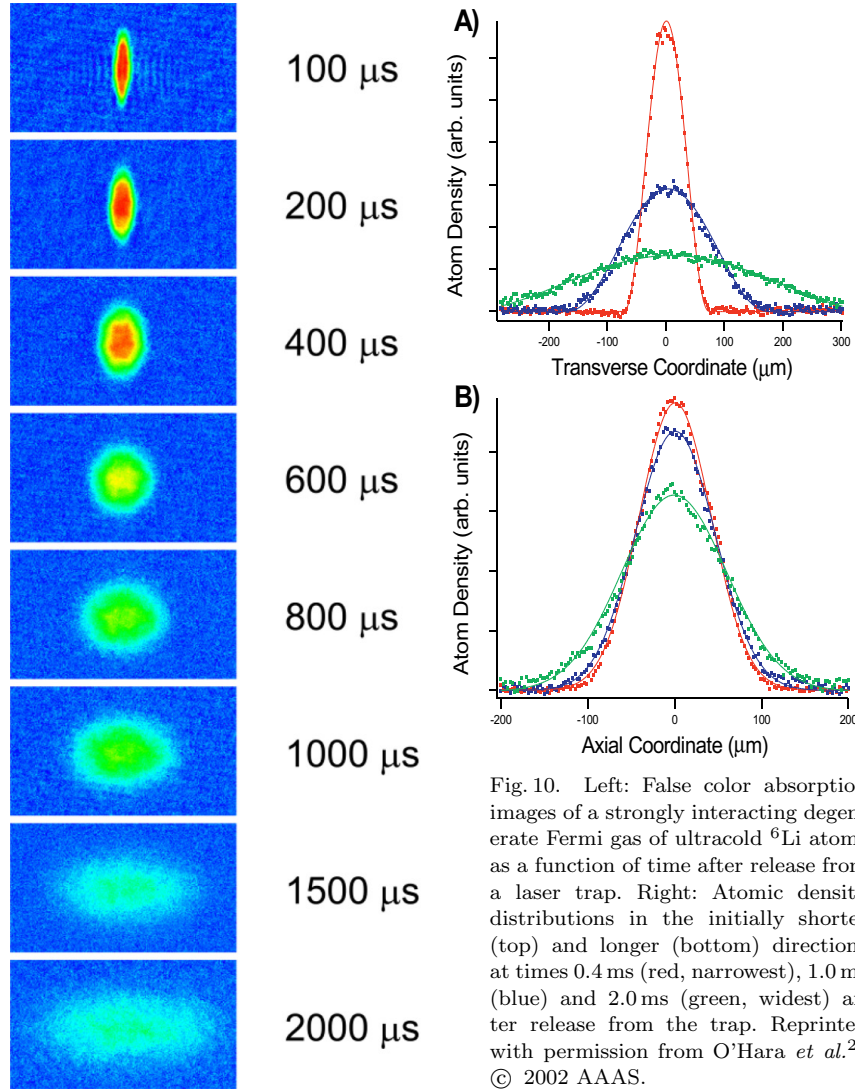 100 μs
200 μs
400 μs
600 μs
800 μs
1000 μs
1500 μs
2000 μs
A)
Atom Density (arb. units)
-200 -100 0 100 200 300
Transverse Coordinate (μm)
B)
Atom Density (arb. units)
-200 -100 0 100 200
Axial Coordinate (μm)
Fig. 10. Left: False color absorptio
images of a strongly interacting degen
erate Fermi gas of ultracold ⁶Li atom
as a function of time after release from
a laser trap. Right: Atomic densit
distributions in the initially shorte
(top) and longer (bottom) direction
at times 0.4 ms (red, narrowest), 1.0 m
(blue) and 2.0 ms (green, widest) a
ter release from the trap. Reprinte
with permission from O'Hara et al.²
© 2002 AAAS.